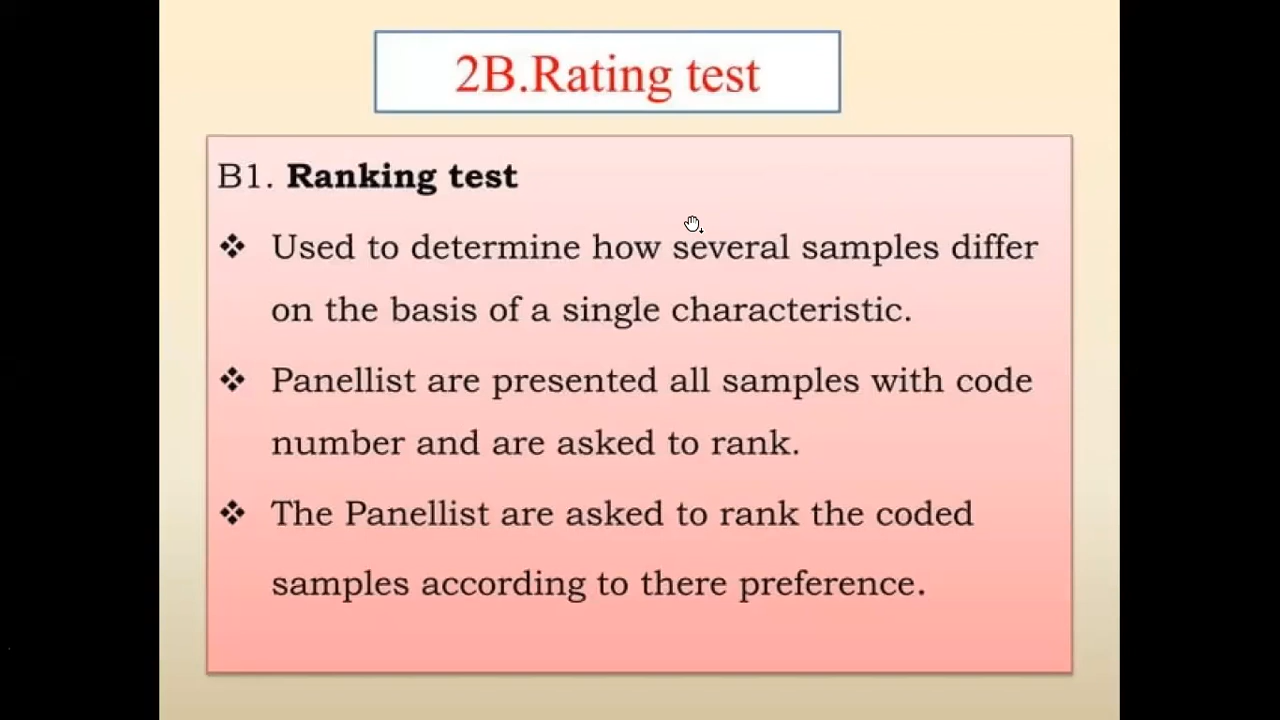 2B.Rating test
B1. Ranking test
❖ Used to determine how several samples differ
on the basis of a single characteristic.
❖ Panellist are presented all samples with code
number and are asked to rank.
❖ The Panellist are asked to rank the coded
samples according to there preference.